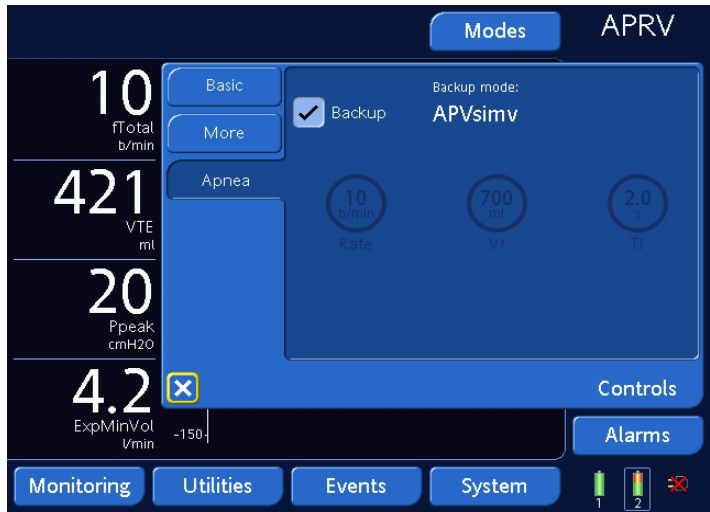 Modes
APRV
10
fTotal
b/min
421
VTE
ml
20
Ppeak
cmH2O
4.2
ExpMinVol
l/min
Basic
More
Apnea
Backup
Backup mode:
APVsimv
10
b/min
Rate
700
ml
Vt
2.0
s
TI
Controls
-150
Alarms
Monitoring
Utilities
Events
System
1
2